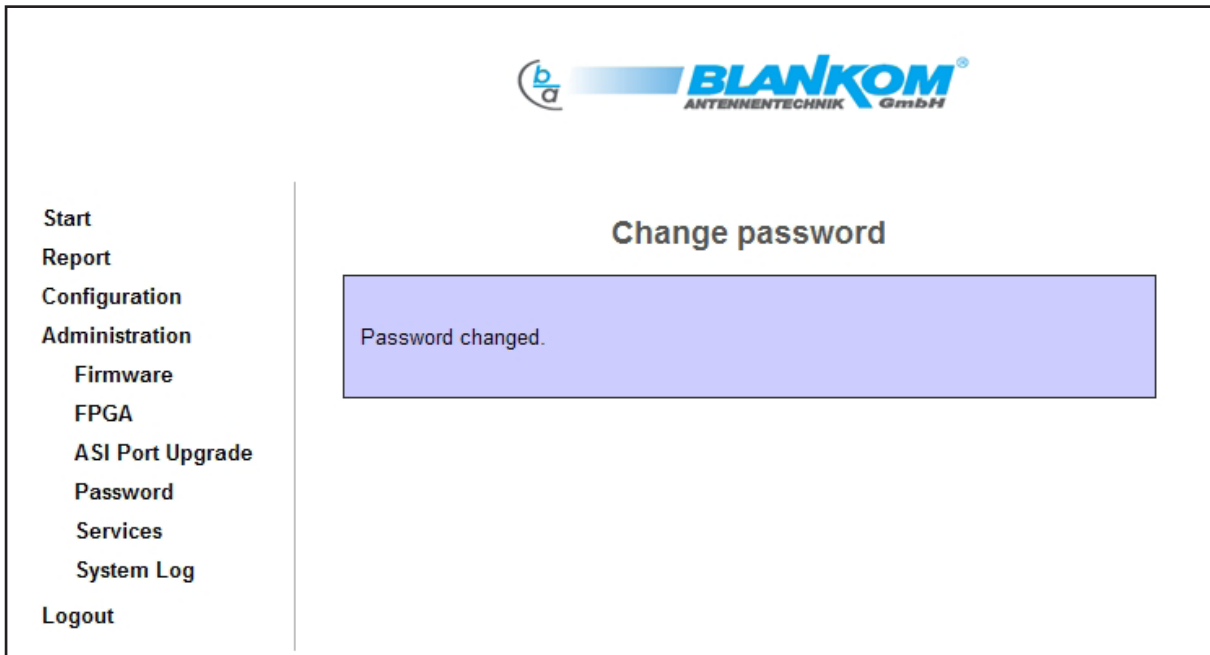 b
a
BLANKOM®
ANTENNENTECHNIK GmbH
Start
Report
Configuration
Administration
Firmware
FPGA
ASI Port Upgrade
Password
Services
System Log
Logout
Change password
Password changed.